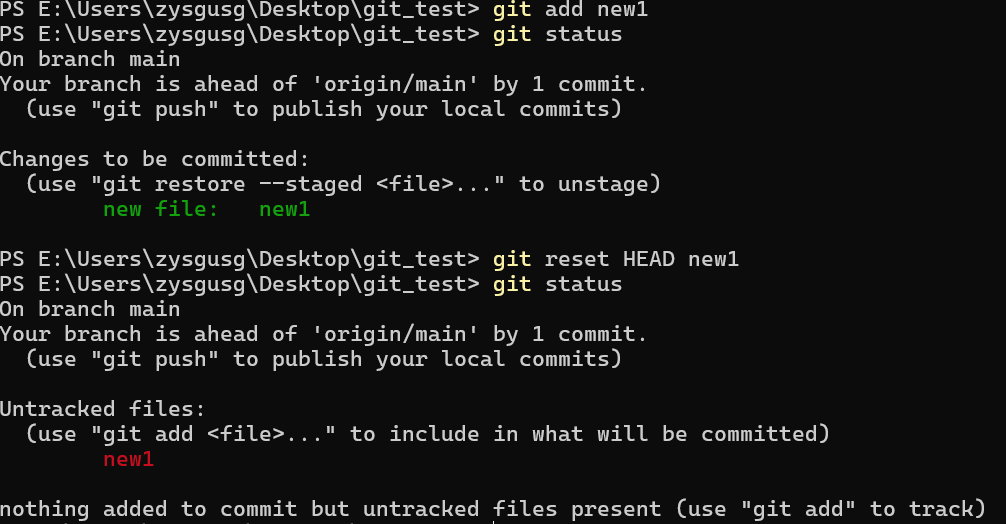 PS E:\Users\zysgusg\Desktop\git_test> git add new1
PS E:\Users\zysgusg\Desktop\git_test> git status
On branch main
Your branch is ahead of 'origin/main' by 1 commit.
  (use "git push" to publish your local commits)

Changes to be committed:
  (use "git restore --staged <file>..." to unstage)
        new file:   new1

PS E:\Users\zysgusg\Desktop\git_test> git reset HEAD new1
PS E:\Users\zysgusg\Desktop\git_test> git status
On branch main
Your branch is ahead of 'origin/main' by 1 commit.
  (use "git push" to publish your local commits)

Untracked files:
  (use "git add <file>..." to include in what will be committed)
        new1

nothing added to commit but untracked files present (use "git add" to track)